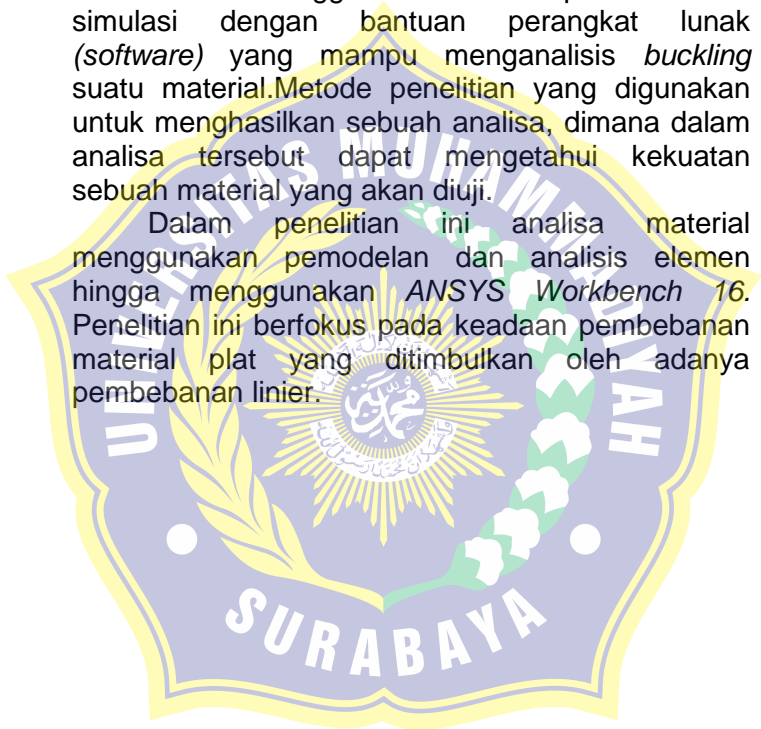 simulasi dengan bantuan perangkat lunak
(software) yang mampu menganalisis buckling
suatu material.Metode penelitian yang digunakan
untuk menghasilkan sebuah analisa, dimana dalam
analisa tersebut dapat mengetahui kekuatan
sebuah material yang akan diuji.
Dalam penelitian ini analisa material
menggunakan pemodelan dan analisis elemen
hingga menggunakan ANSYS Workbench 16.
Penelitian ini berfokus pada keadaan pembebanan
material plat yang ditimbulkan oleh adanya
pembebanan linier.
UNIVERSITAS MUHAMMADIYAH
SURABAYA